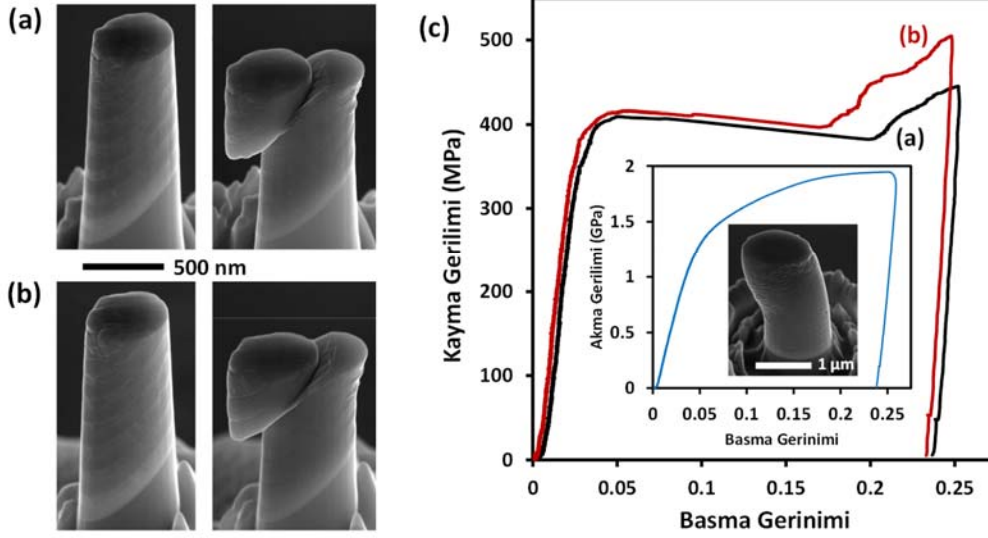 (a)
500 nm
(b)
(c)
Kayma Gerilimi (MPa)
500
400
300
200
100
0
(b)
(a)
Akma Gerilimi (GPa)
2
1.5
1
0.5
0
1 µm
0 0.05 0.1 0.15 0.2 0.25
Basma Gerinimi
0 0.05 0.1 0.15 0.2 0.25
Basma Gerinimi